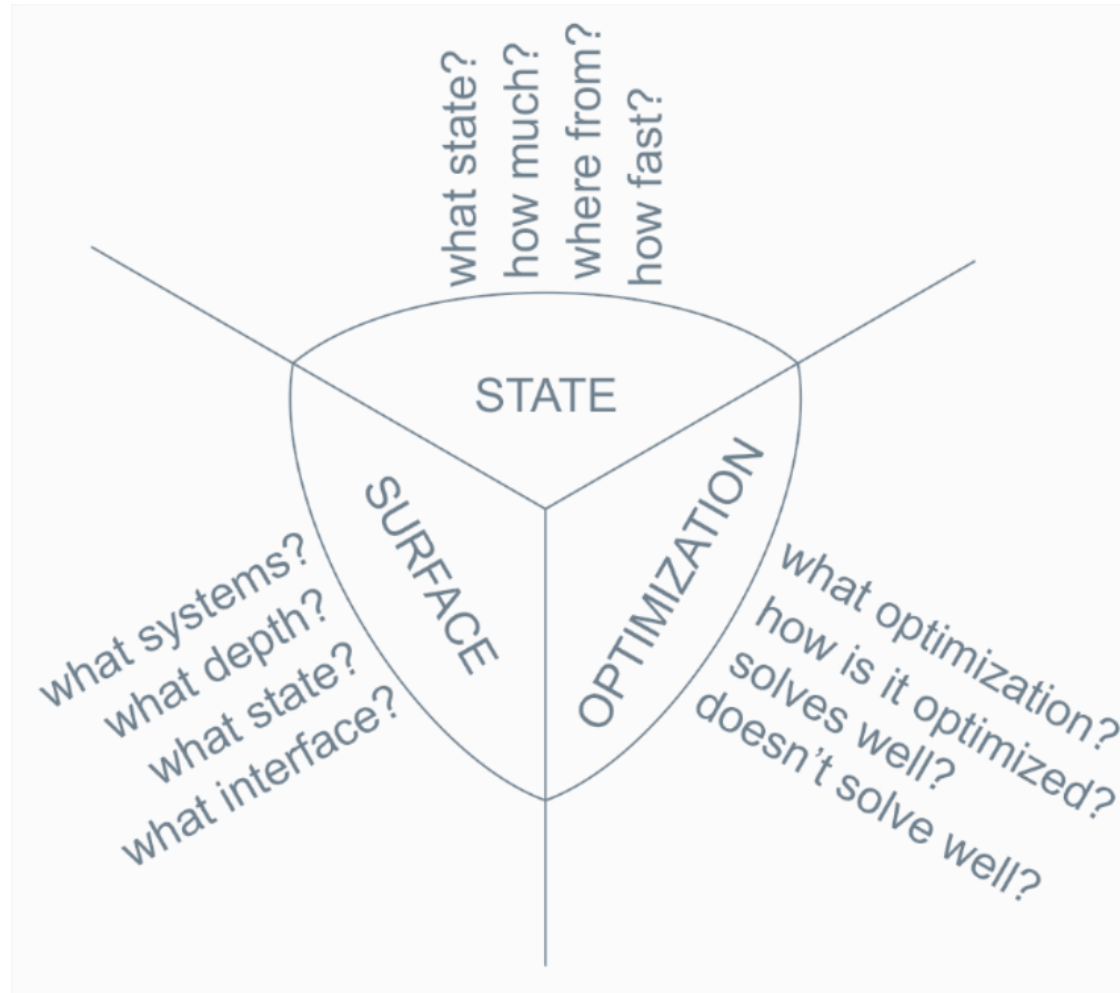 what state?
how much?
where from?
how fast?
STATE
SURFACE
OPTIMIZATION
what systems?
what depth?
what state?
what interface?
what optimization?
how is it optimized?
solves well?
doesn’t solve well?